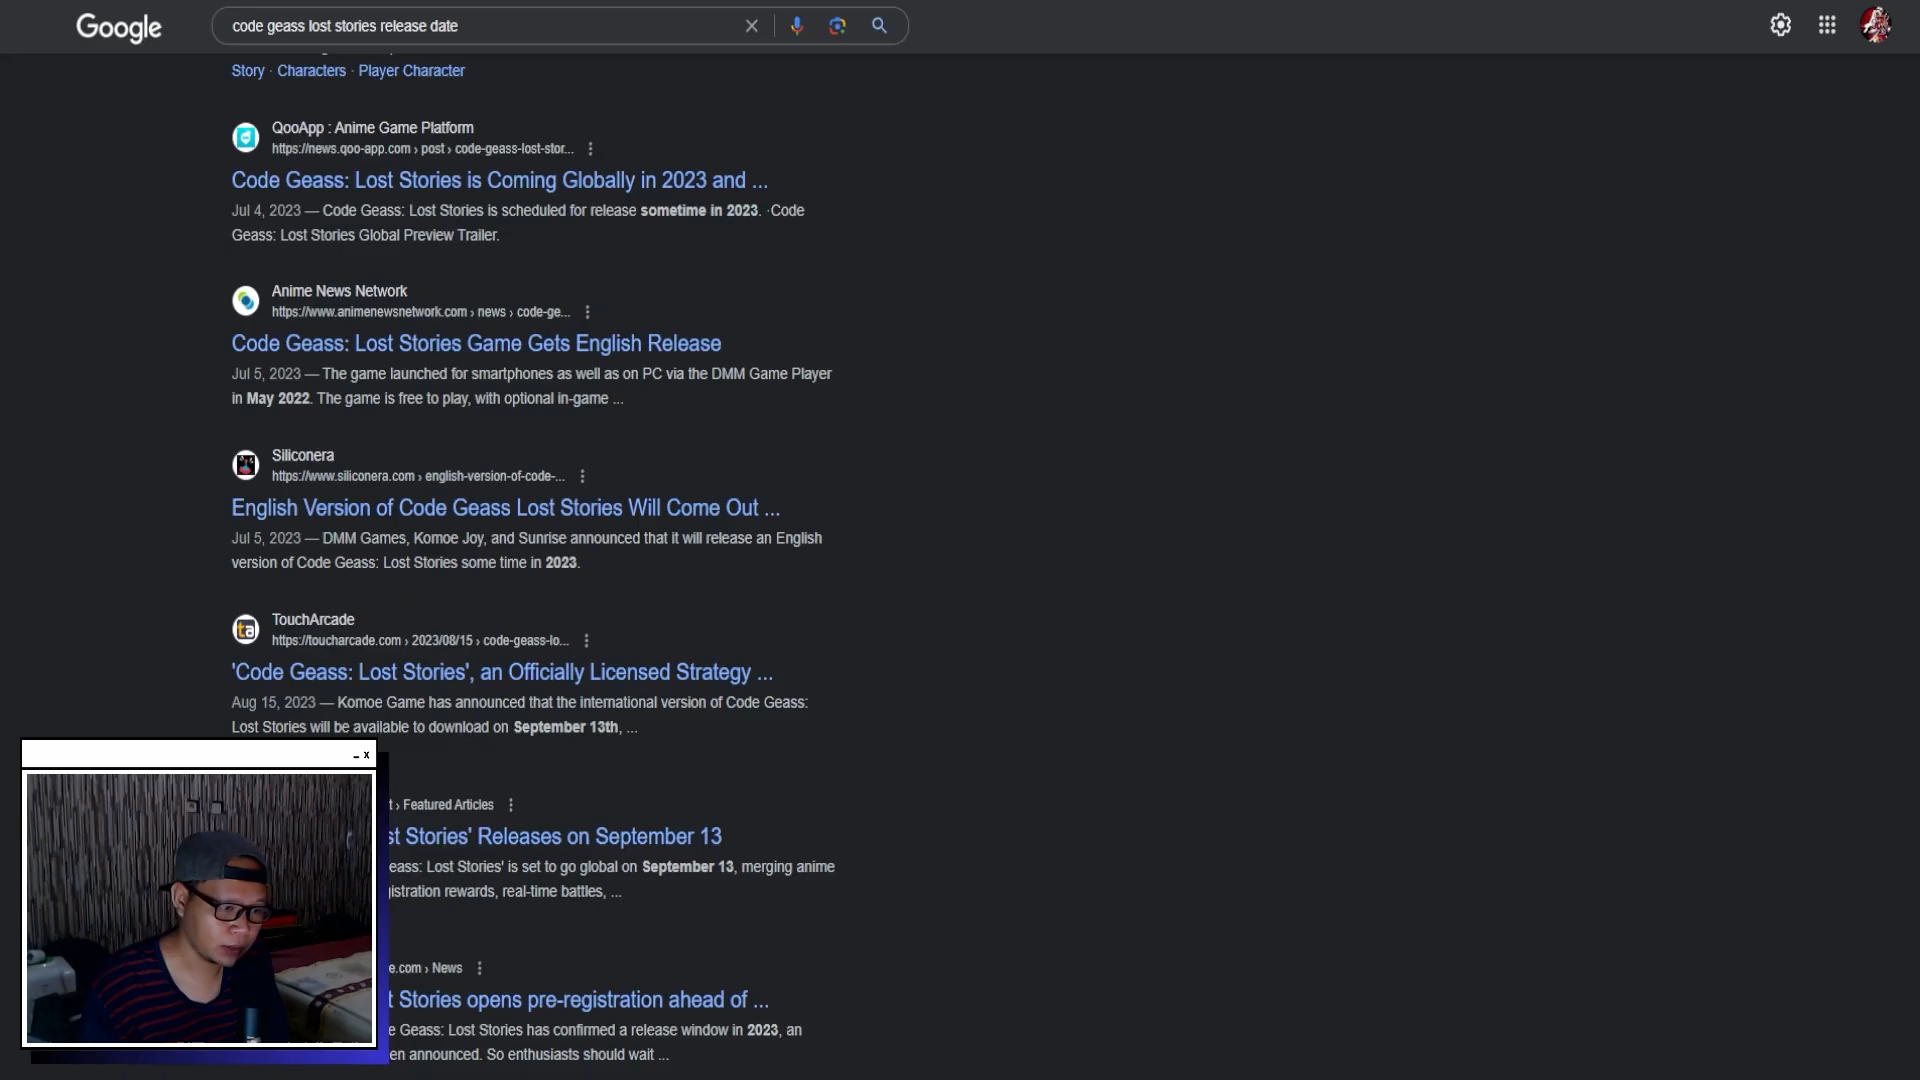 Google
code geass lost stories release date
Story · Characters · Player Character
QooApp : Anime Game Platform
https://news.qoo-app.com › post › code-geass-lost-stor...
Code Geass: Lost Stories is Coming Globally in 2023 and ...
Jul 4, 2023 — Code Geass: Lost Stories is scheduled for release sometime in 2023. ·Code
Geass: Lost Stories Global Preview Trailer.
Anime News Network
https://www.animenewsnetwork.com › news › code-ge...
Code Geass: Lost Stories Game Gets English Release
Jul 5, 2023 — The game launched for smartphones as well as on PC via the DMM Game Player
in May 2022. The game is free to play, with optional in-game ...
Siliconera
https://www.siliconera.com › english-version-of-code-...
English Version of Code Geass Lost Stories Will Come Out ...
Jul 5, 2023 — DMM Games, Komoe Joy, and Sunrise announced that it will release an English
version of Code Geass: Lost Stories some time in 2023.
ta
TouchArcade
https://toucharcade.com › 2023/08/15 › code-geass-lo...
'Code Geass: Lost Stories', an Officially Licensed Strategy ...
Aug 15, 2023 — Komoe Game has announced that the international version of Code Geass:
Lost Stories will be available to download on September 13th, ...
t › Featured Articles
st Stories' Releases on September 13
eass: Lost Stories' is set to go global on September 13, merging anime
istration rewards, real-time battles, ...
e.com › News
t Stories opens pre-registration ahead of ...
e Geass: Lost Stories has confirmed a release window in 2023, an
en announced. So enthusiasts should wait ...